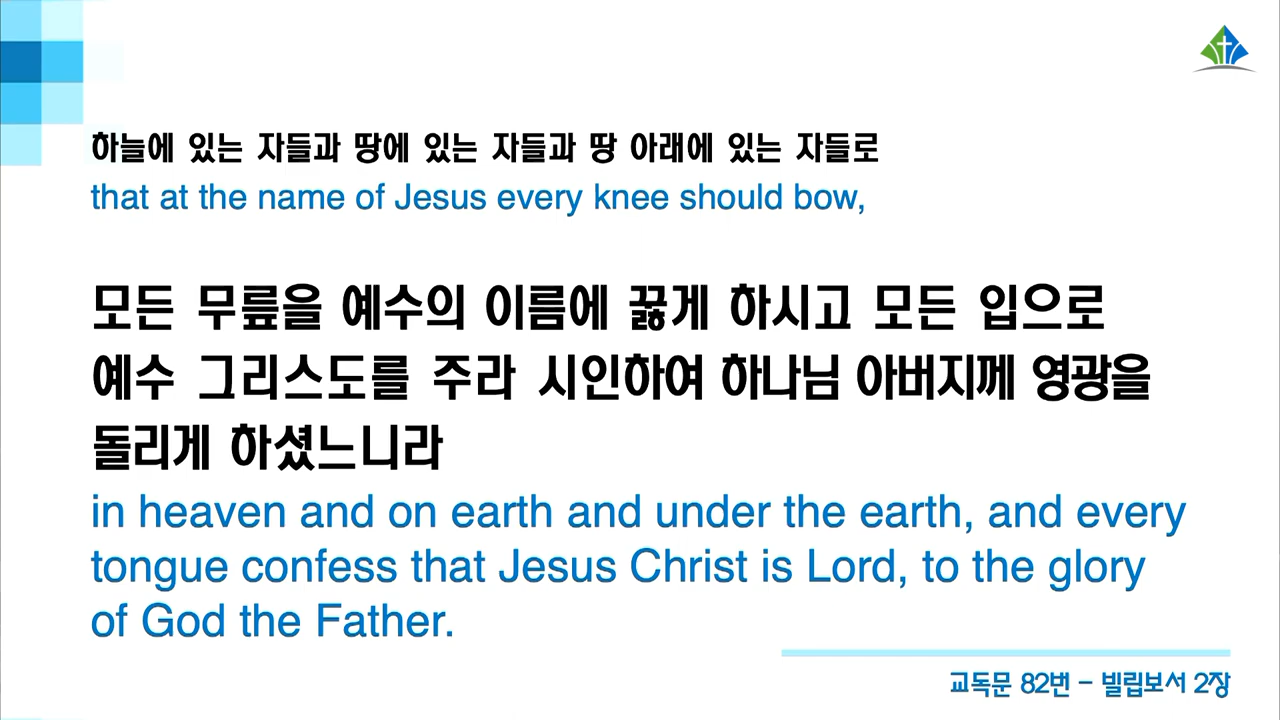 하늘에 있는 자들과 땅에 있는 자들과 땅 아래에 있는 자들로
that at the name of Jesus every knee should bow,
모든 무릎을 예수의 이름에 꿇게 하시고 모든 입으로
예수 그리스도를 주라 시인하여 하나님 아버지께 영광을
돌리게 하셨느니라
in heaven and on earth and under the earth, and every
tongue confess that Jesus Christ is Lord, to the glory
of God the Father.
교독문 82번 - 빌립보서 2장